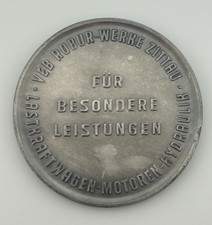 VEB ROBUR-WERKE ZITTAU
FÜR
BESONDERE
LEISTUNGEN
LASTKRAFTWAGEN·MOTOREN·HYDRAULIK